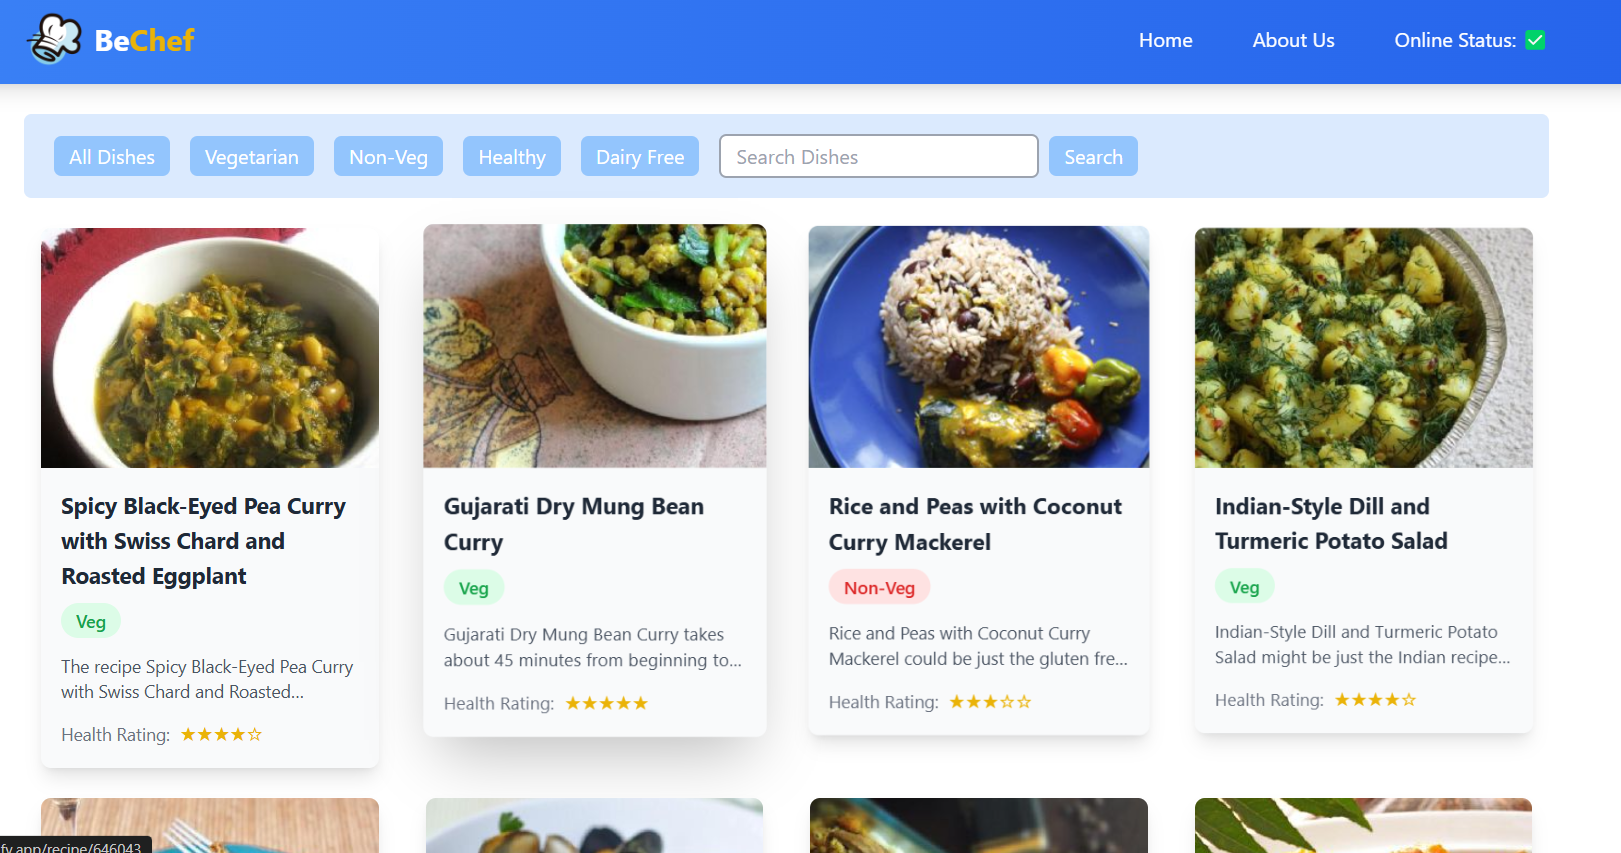 BeChef
Home
About Us
Online Status: ✅
All Dishes
Vegetarian
Non-Veg
Healthy
Dairy Free
Search Dishes
Search
Spicy Black-Eyed Pea Curry
with Swiss Chard and
Roasted Eggplant
Veg
The recipe Spicy Black-Eyed Pea Curry
with Swiss Chard and Roasted...
Health Rating: ★★★★☆
Gujarati Dry Mung Bean
Curry
Veg
Gujarati Dry Mung Bean Curry takes
about 45 minutes from beginning to...
Health Rating: ★★★★★
Rice and Peas with Coconut
Curry Mackerel
Non-Veg
Rice and Peas with Coconut Curry
Mackerel could be just the gluten fre...
Health Rating: ★★★☆☆
Indian-Style Dill and
Turmeric Potato Salad
Veg
Indian-Style Dill and Turmeric Potato
Salad might be just the Indian recipe...
Health Rating: ★★★★☆
fy.app/recipe/646043